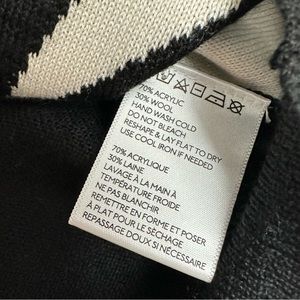 70% ACRYLIC
30% WOOL
HAND WASH COLD
DO NOT BLEACH
RESHAPE & LAY FLAT TO DRY
USE COOL IRON IF NEEDED
70% ACRYLIQUE
30% LAINE
LAVAGE À LA MAIN À
TEMPÉRATURE FROIDE
NE PAS BLANCHIR
REMETTRE EN FORME ET POSER
À PLAT POUR LE SÉCHAGE
REPASSAGE DOUX SI NÉCESSAIRE